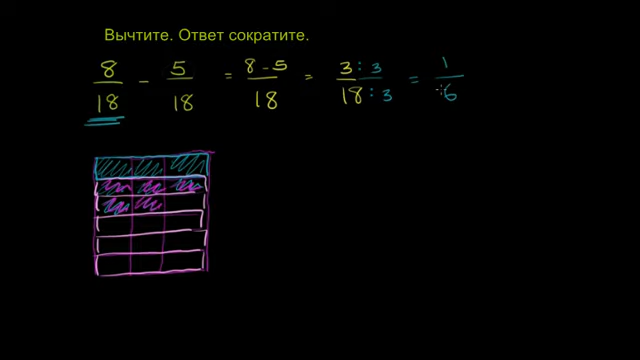 Вычтите. Ответ сократите.
8/18 - 5/18 = 8-5/18 = 3:3/18:3 = 1/6